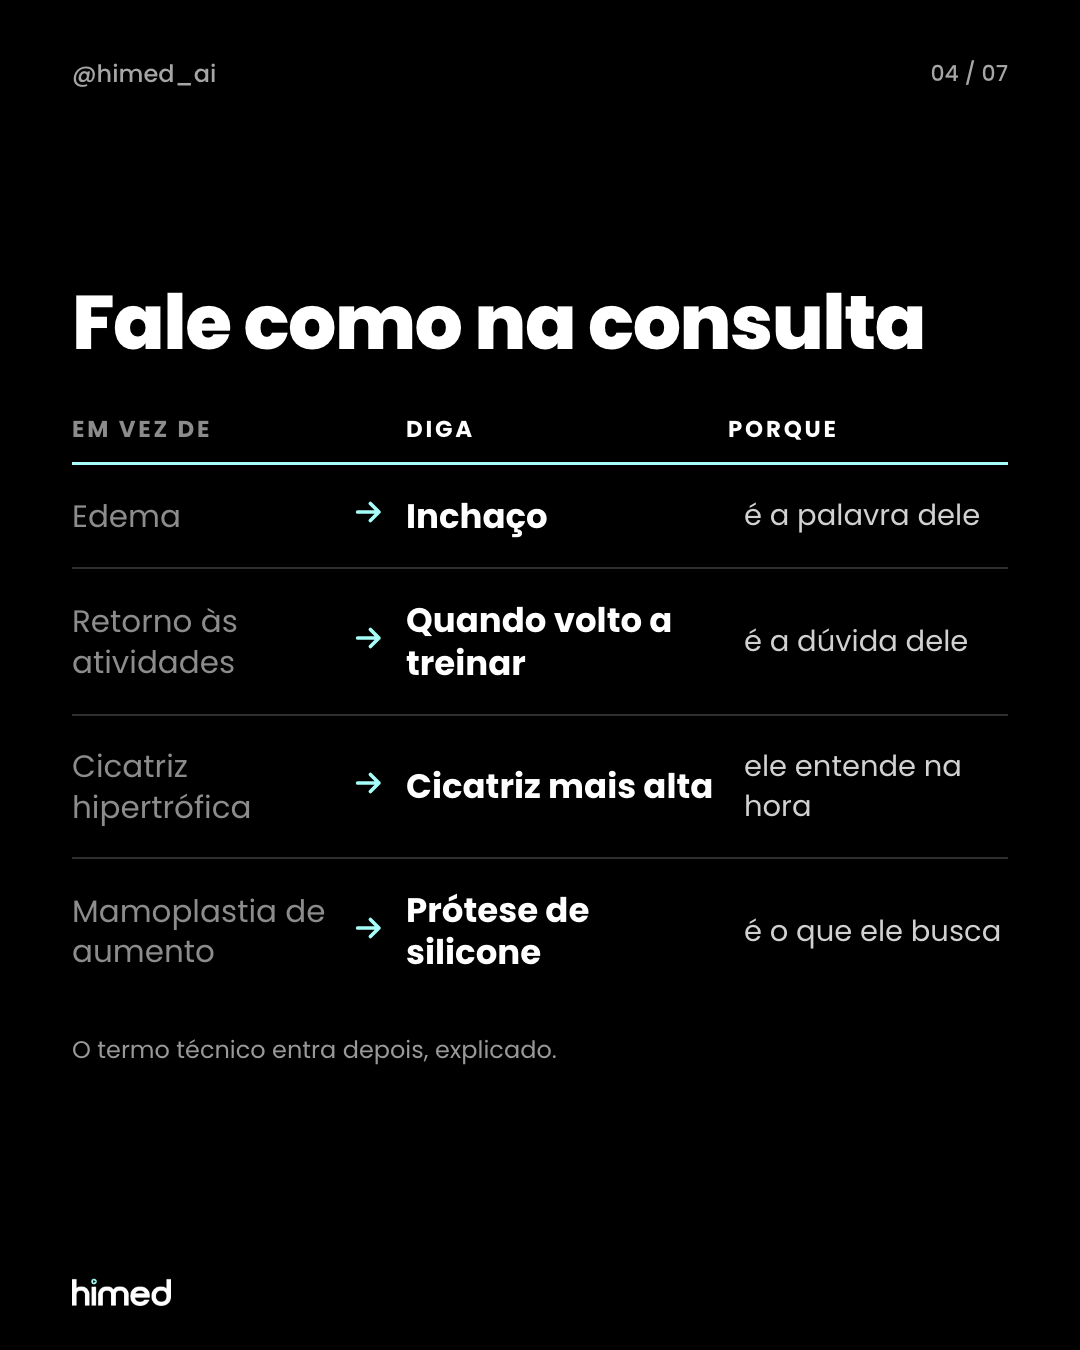 @himed_ai
04 / 07
Fale como na consulta
EM VEZ DE DIGA PORQUE
Edema → Inchaço é a palavra dele
Retorno às
atividades
→ Quando volto a
treinar
é a dúvida dele
Cicatriz
hipertrófica
→ Cicatriz mais alta
ele entende na
hora
Mamoplastia de
aumento
→ Prótese de
silicone
é o que ele busca
O termo técnico entra depois, explicado.
himed